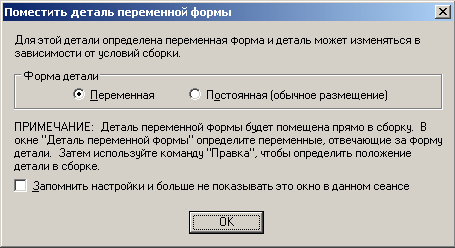 Поместить деталь переменной формы
Для этой детали определена переменная форма и деталь может изменяться в
зависимости от условий сборки.
Форма детали
Переменная
Постоянная (обычное размещение)
ПРИМЕЧАНИЕ: Деталь переменной формы будет помещена прямо в сборку. В
окне "Деталь переменной формы" определите переменные, отвечающие за форму
детали. Затем используйте команду "Правка", чтобы определить положение
детали в сборке.
Запомнить настройки и больше не показывать это окно в данном сеансе
OK